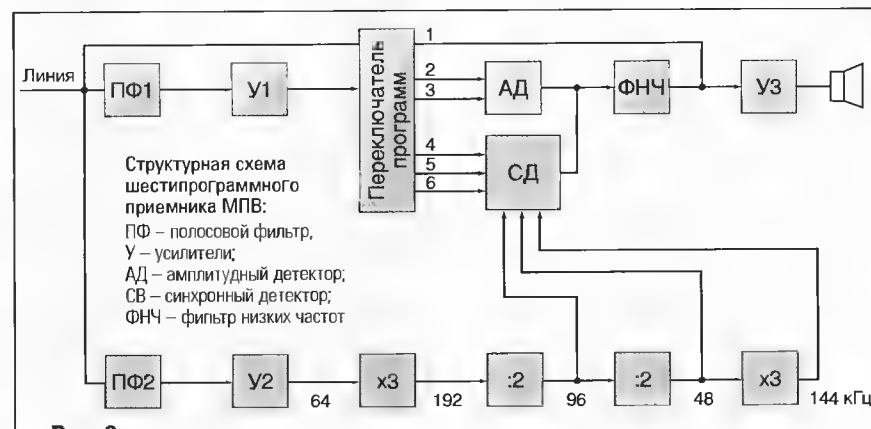 Линия
ПФ1
У1
Переключатель
программ
1
2
3
4
5
6
АД
СД
ФНЧ
УЗ
Структурная схема
шестипрограммного
приемника МПВ:
ПФ – полосовой фильтр,
У – усилители;
АД – амплитудный детектор;
СВ – синхронный детектор;
ФНЧ – фильтр низких частот
ПФ2
У2
64
х3
192
:2
96
:2
48
х3
144 кГц